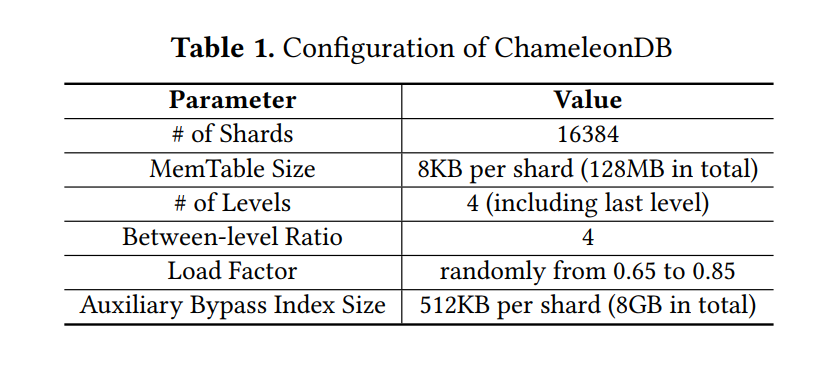 Table 1. Configuration of ChameleonDB
Parameter Value
# of Shards 16384
MemTable Size 8KB per shard (128MB in total)
# of Levels 4 (including last level)
Between-level Ratio 4
Load Factor randomly from 0.65 to 0.85
Auxiliary Bypass Index Size 512KB per shard (8GB in total)